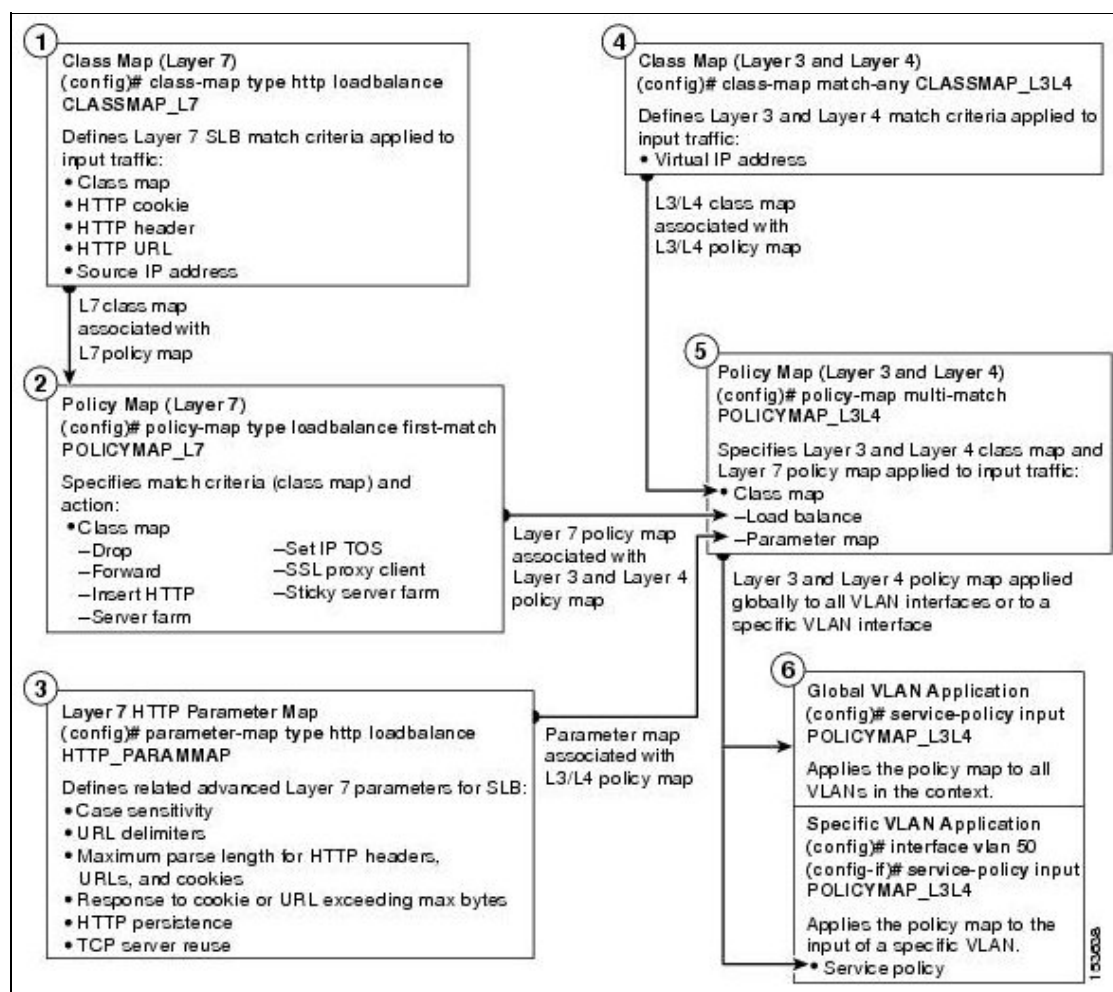 1
Class Map (Layer 7)
(config)# class-map type http loadbalance
CLASSMAP_L7
Defines Layer 7 SLB match criteria applied to
input traffic:
• Class map
• HTTP cookie
• HTTP header
• HTTP URL
• Source IP address
L7 class map
associated with
L7 policy map
2
Policy Map (Layer 7)
(config)# policy-map type loadbalance first-match
POLICYMAP_L7
Specifies match criteria (class map) and
action:
• Class map
–Drop
–Forward
–Insert HTTP
–Server farm
–Set IP TOS
–SSL proxy client
–Sticky server farm
Layer 7 policy map
associated with
Layer 3 and Layer 4
policy map
3
Layer 7 HTTP Parameter Map
(config)# parameter-map type http loadbalance
HTTP_PARAMMAP
Defines related advanced Layer 7 parameters for SLB:
• Case sensitivity
• URL delimiters
• Maximum parse length for HTTP headers,
URLs, and cookies
• Response to cookie or URL exceeding max bytes
• HTTP persistence
• TCP server reuse
Parameter map
associated with
L3/L4 policy map
4
Class Map (Layer 3 and Layer 4)
(config)# class-map match-any CLASSMAP_L3L4
Defines Layer 3 and Layer 4 match criteria applied to
input traffic:
• Virtual IP address
L3/L4 class map
associated with
L3/L4 policy map
5
Policy Map (Layer 3 and Layer 4)
(config)# policy-map multi-match
POLICYMAP_L3L4
Specifies Layer 3 and Layer 4 class map and
Layer 7 policy map applied to input traffic:
• Class map
–Load balance
–Parameter map
Layer 3 and Layer 4 policy map applied
globally to all VLAN interfaces or to a
specific VLAN interface
6
Global VLAN Application
(config)# service-policy input
POLICYMAP_L3L4
Applies the policy map to all
VLANs in the context.
Specific VLAN Application
(config)# interface vlan 50
(config-if)# service-policy input
POLICYMAP_L3L4
Applies the policy map to the
input of a specific VLAN.
• Service policy